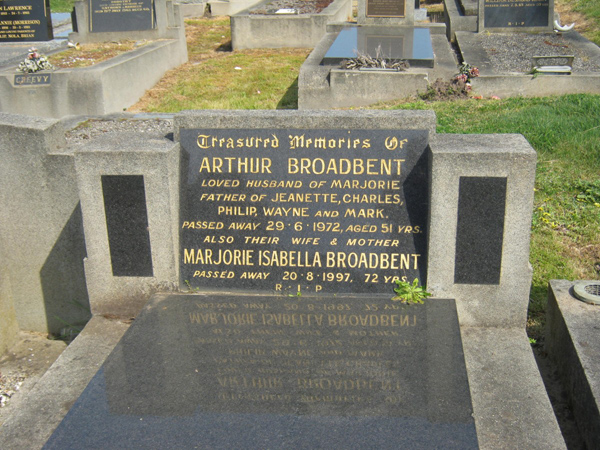 LAWRENCE
CREEVY
Treasured Memories Of
ARTHUR BROADBENT
LOVED HUSBAND OF MARJORIE
FATHER OF JEANETTE, CHARLES,
PHILIP, WAYNE AND MARK.
PASSED AWAY 29·6·1972, AGED 51 YRS.
ALSO THEIR WIFE & MOTHER
MARJORIE ISABELLA BROADBENT
PASSED AWAY 20·8·1997, 72 YRS.
R·I·P